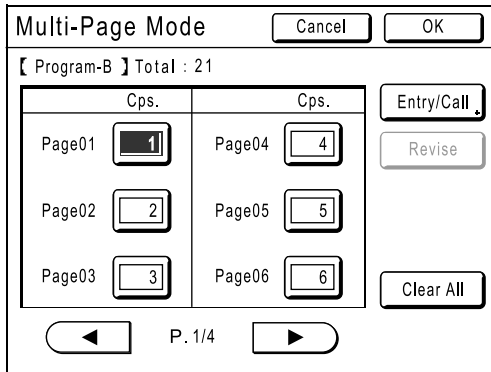 Multi-Page Mode Cancel OK
【 Program-B 】Total : 21
Cps. Cps. Entry/Call
Page01 1 Page04 4 Revise
Page02 2 Page05 5
Page03 3 Page06 6 Clear All
◀ P. 1/4 ▶